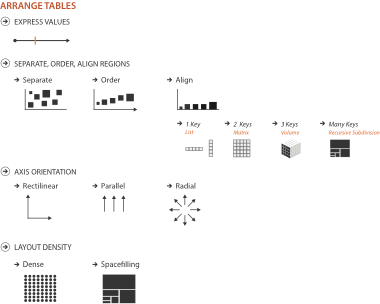 ARRANGE TABLES
EXPRESS VALUES
SEPARATE, ORDER, ALIGN REGIONS
Separate Order Align
1 Key 2 Keys 3 Keys Many Keys
List Matrix Volume Recursive Subdivision
AXIS ORIENTATION
Rectilinear Parallel Radial
LAYOUT DENSITY
Dense Spacefilling